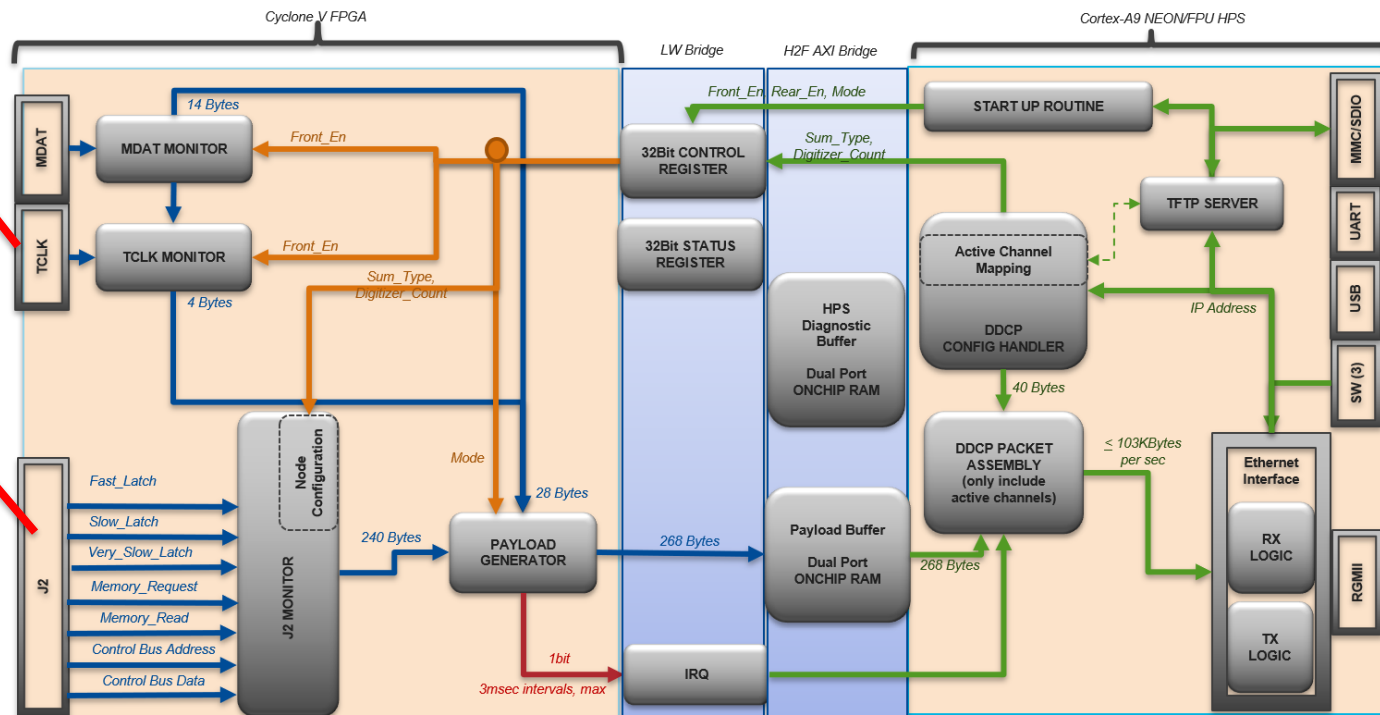 Cyclone V FPGA
LW Bridge
H2F AXI Bridge
Cortex-A9 NEON/FPU HPS
MDAT
14 Bytes
MDAT MONITOR
Front_En
TCLK
TCLK MONITOR
Front_En
4 Bytes
Sum_Type,
Digitizer_Count
Front_En, Rear_En, Mode
32Bit CONTROL
REGISTER
Sum_Type,
Digitizer_Count
32Bit STATUS
REGISTER
START UP ROUTINE
TFTP SERVER
MMC/SDIO
UART
USB
SW (3)
Active Channel
Mapping
DDCP
CONFIG HANDLER
IP Address
HPS
Diagnostic
Buffer
Dual Port
ONCHIP RAM
40 Bytes
J2
Fast_Latch
Slow_Latch
Very_Slow_Latch
Memory_Request
Memory_Read
Control Bus Address
Control Bus Data
Node
Configuration
J2 MONITOR
240 Bytes
Mode
28 Bytes
PAYLOAD
GENERATOR
268 Bytes
1bit
3msec intervals, max
IRQ
Payload Buffer
Dual Port
ONCHIP RAM
268 Bytes
DDCP PACKET
ASSEMBLY
(only include
active channels)
≤ 103KBytes
per sec
Ethernet
Interface
RX
LOGIC
TX
LOGIC
RGMII